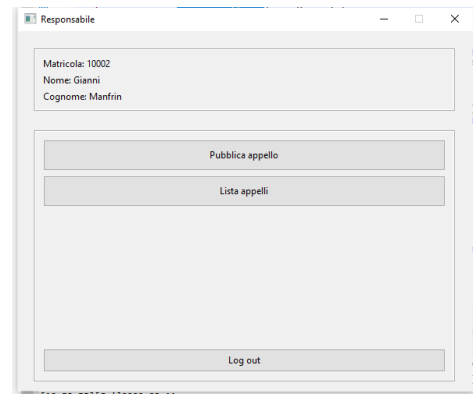 Responsabile
Matricola: 10002
Nome: Gianni
Cognome: Manfrin
Pubblica appello
Lista appelli
Log out